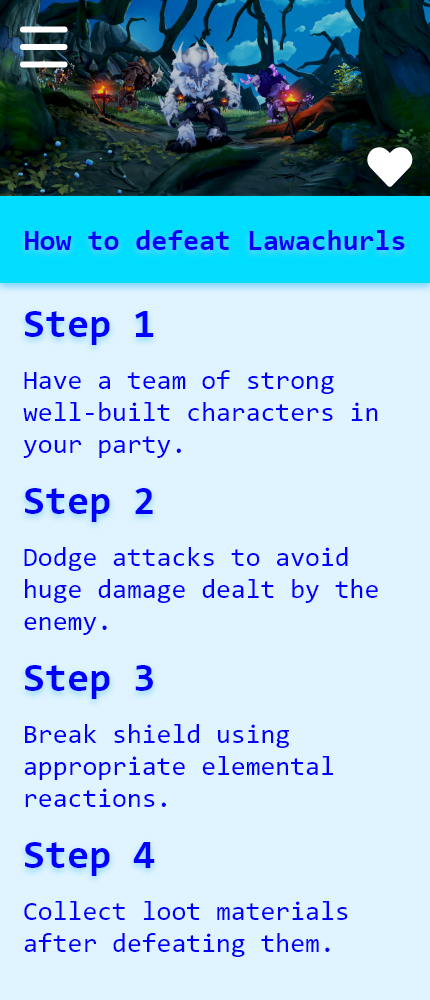 How to defeat Lawachurls
Step 1
Have a team of strong
well-built characters in
your party.
Step 2
Dodge attacks to avoid
huge damage dealt by the
enemy.
Step 3
Break shield using
appropriate elemental
reactions.
Step 4
Collect loot materials
after defeating them.